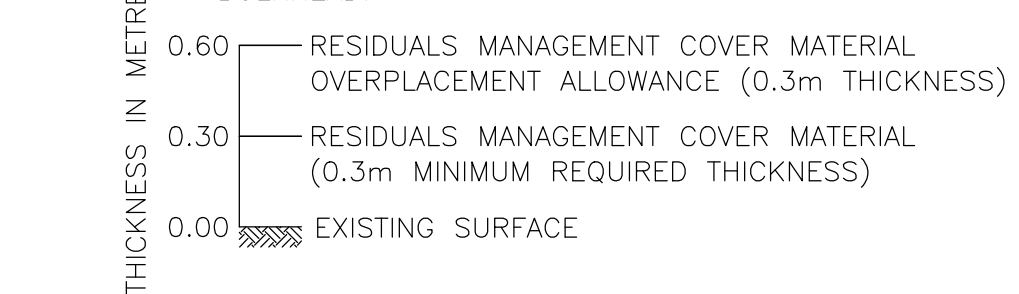 0.60 RESIDUALS MANAGEMENT COVER MATERIAL
OVERPLACEMENT ALLOWANCE (0.3m THICKNESS)
0.30 RESIDUALS MANAGEMENT COVER MATERIAL
(0.3m MINIMUM REQUIRED THICKNESS)
0.00 EXISTING SURFACE
THICKNESS IN METRE